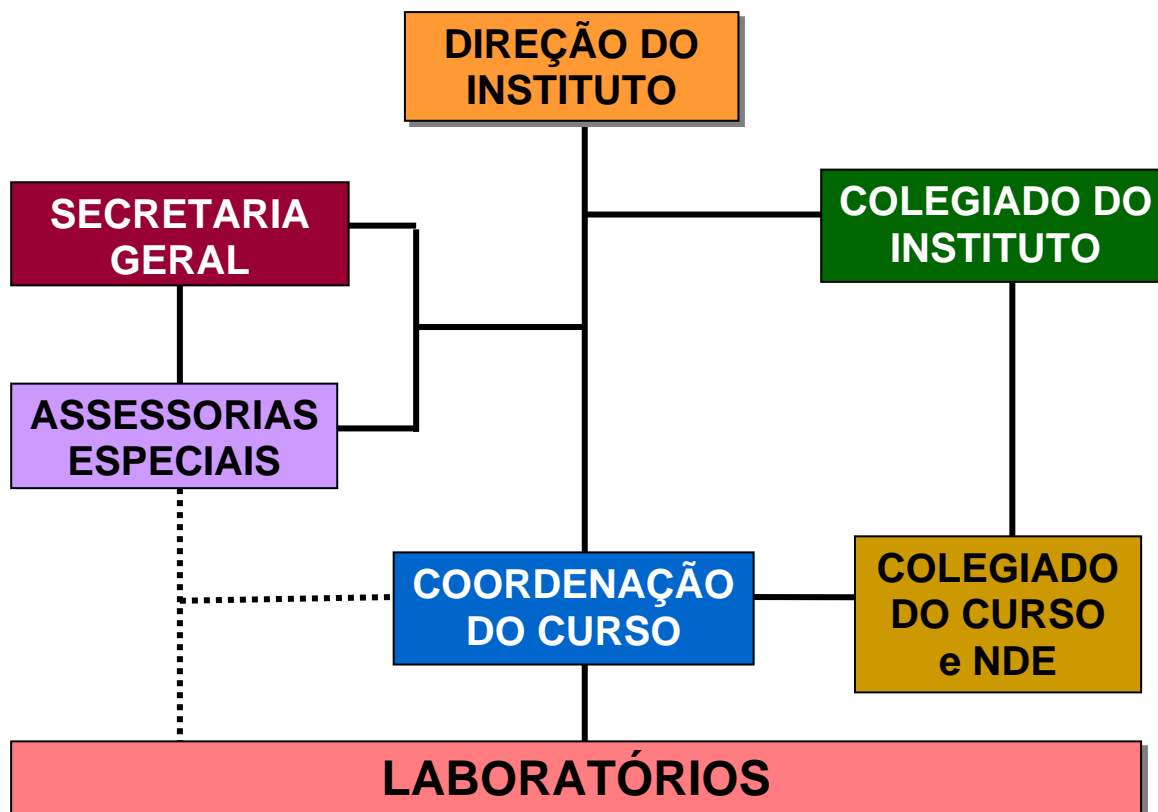 DIREÇÃO DO
INSTITUTO
SECRETARIA
GERAL
COLEGIADO DO
INSTITUTO
ASSESSORIAS
ESPECIAIS
COORDENAÇÃO
DO CURSO
COLEGIADO
DO CURSO
e NDE
LABORATÓRIOS